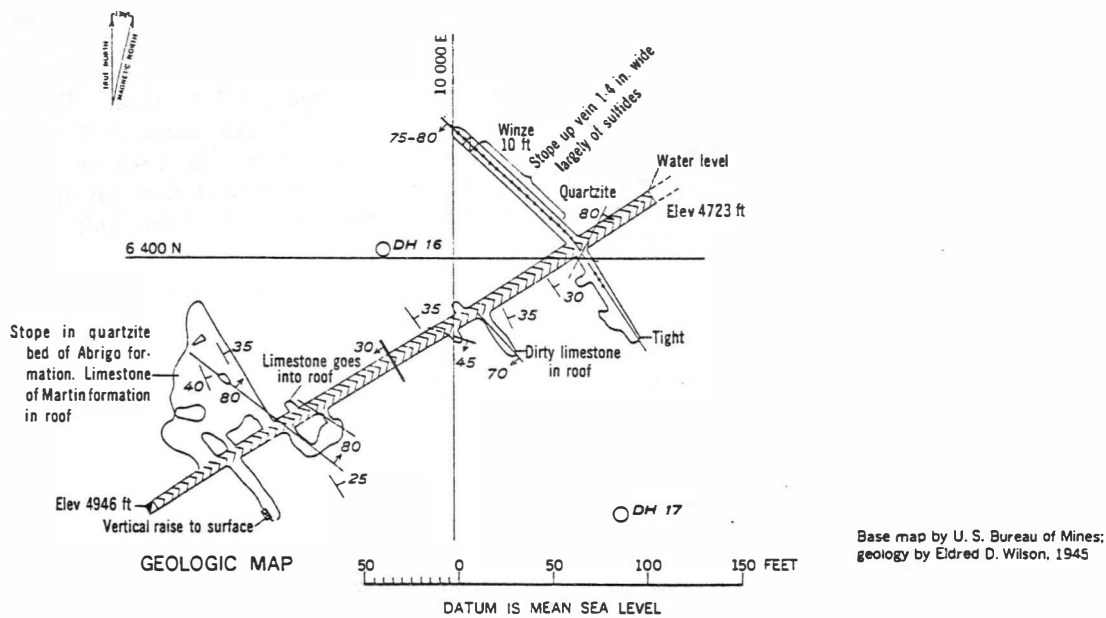 TRUE NORTH
MAGNETIC NORTH
10 000 E
75-80
Winze
10 ft
Stope up vein 1-4 in. wide
largely of sulfides
Water level
Quartzite
80
Elev 4723 ft
6 400 N
DH 16
30
35
35
Stope in quartzite
bed of Abrigo for-
mation. Limestone
of Martin formation
in roof
35
Limestone goes
into roof
30
45
Dirty limestone
in roof
70
Tight
40
80
80
25
Elev 4946 ft
Vertical raise to surface
DH 17
GEOLOGIC MAP
50 0 50 100 150 FEET
DATUM IS MEAN SEA LEVEL
Base map by U. S. Bureau of Mines;
geology by Eldred D. Wilson, 1945